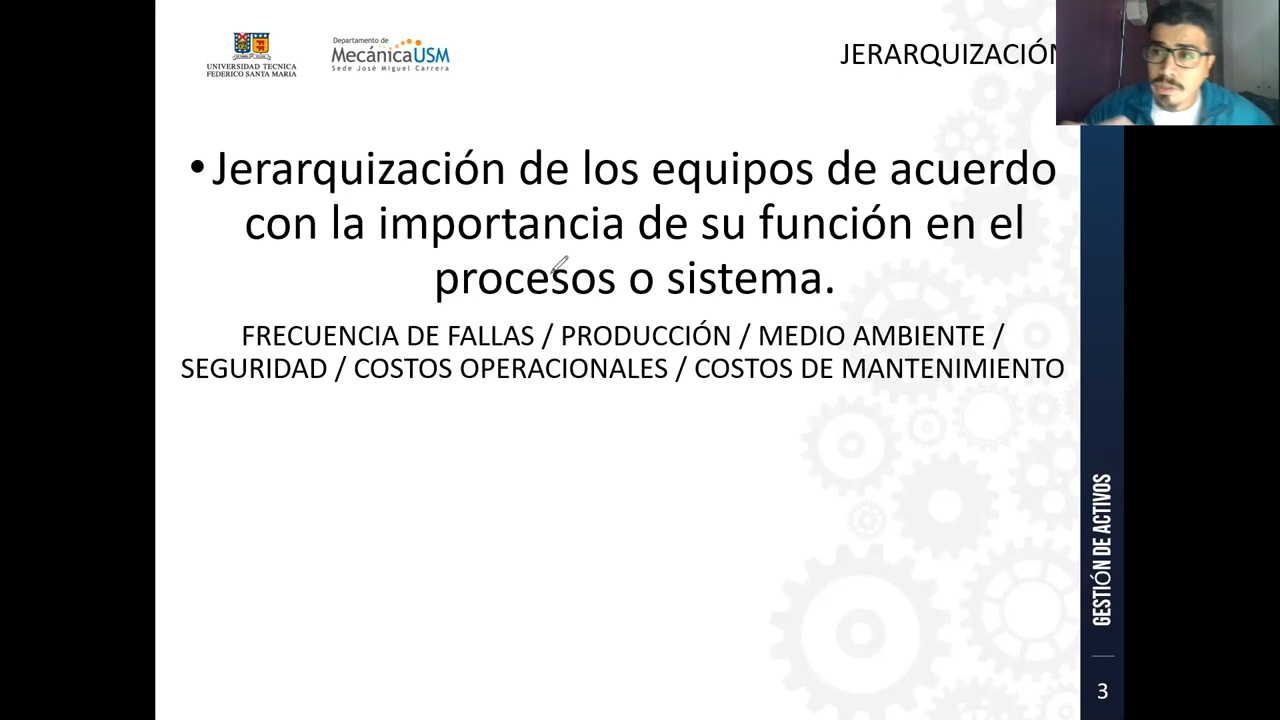 UNIVERSIDAD TECNICA
FEDERICO SANTA MARIA
Departamento de
MecánicaUSM
Sede José Miguel Carrera
JERARQUIZACIÓN
• Jerarquización de los equipos de acuerdo
con la importancia de su función en el
procesos o sistema.
FRECUENCIA DE FALLAS / PRODUCCIÓN / MEDIO AMBIENTE /
SEGURIDAD / COSTOS OPERACIONALES / COSTOS DE MANTENIMIENTO
GESTIÓN DE ACTIVOS
3